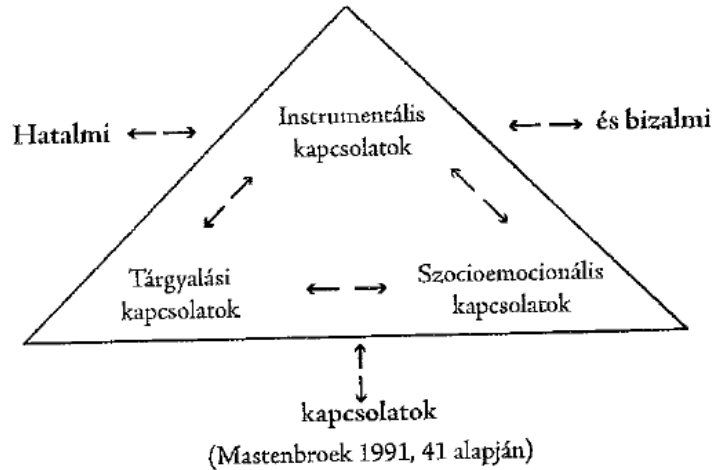 Instrumentális
kapcsolatok
Hatalmi
és bizalmi
Tárgyalási
kapcsolatok
Szocioemocionális
kapcsolatok
kapcsolatok
(Mastenbroek 1991, 41 alapján)